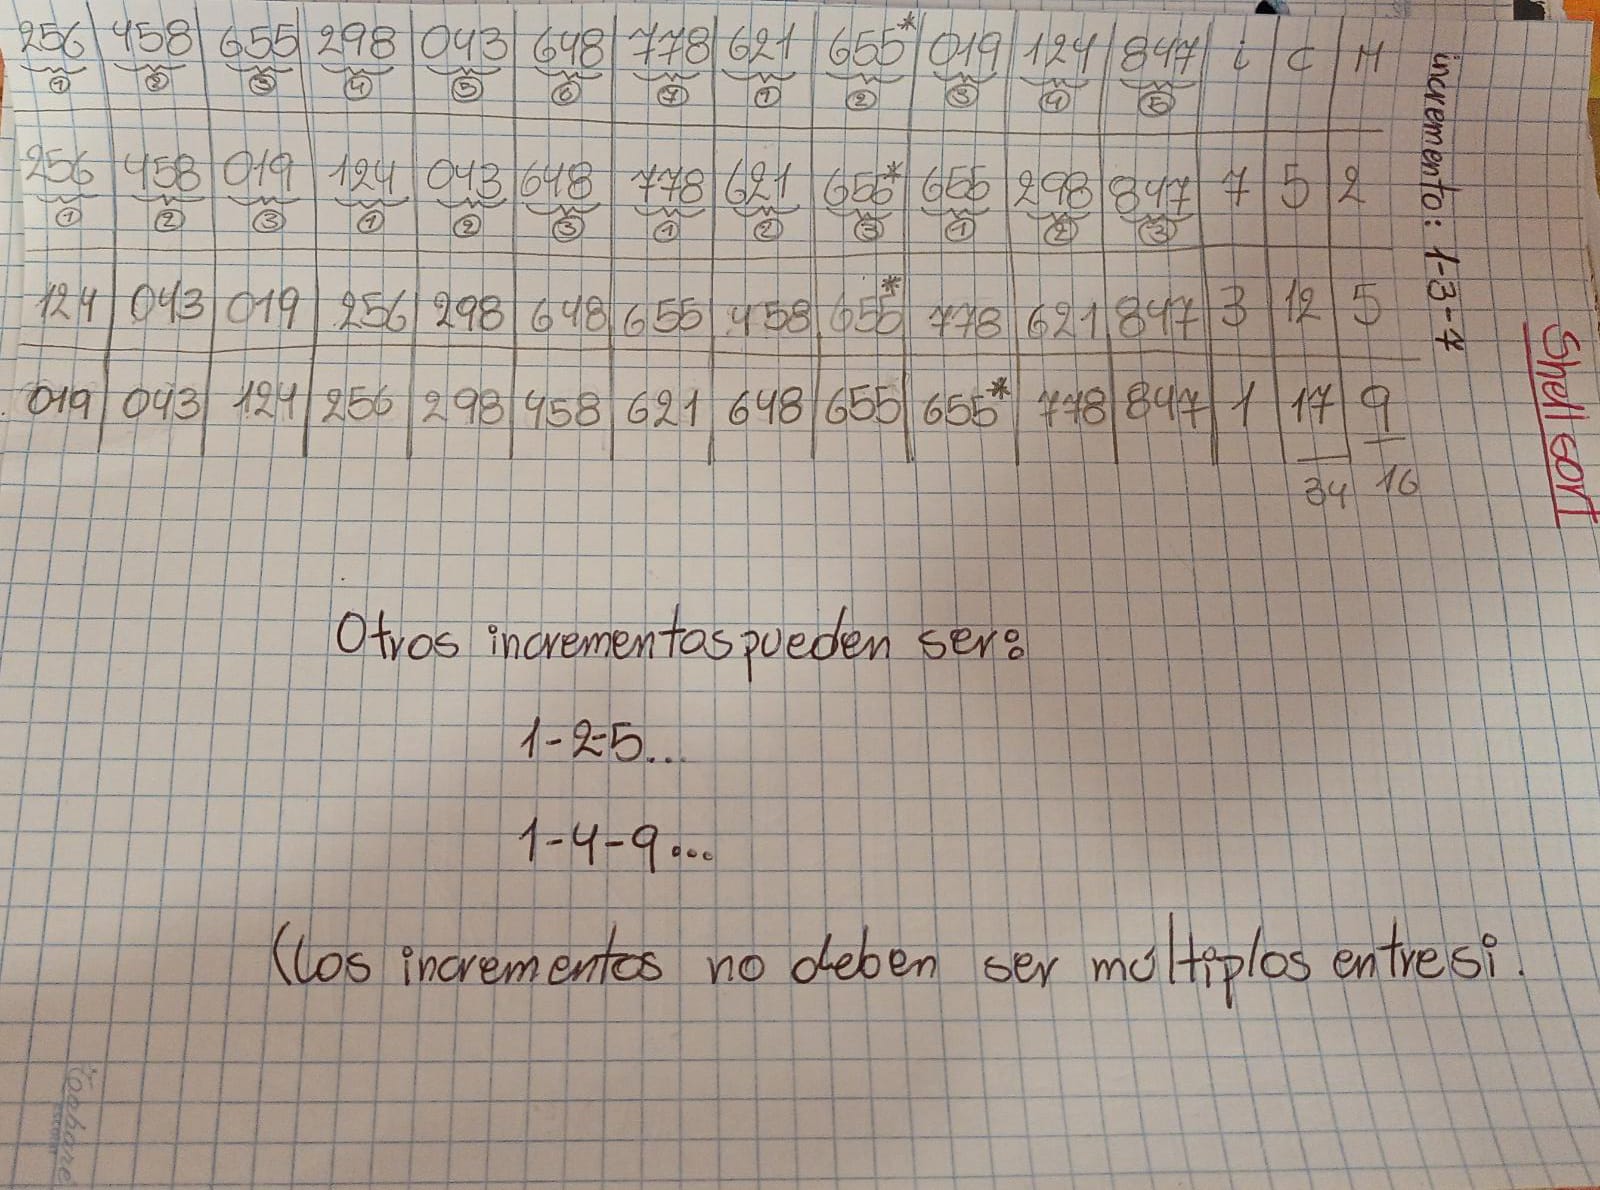 Shell sort
incremento: 1-3-7
256 458 655 298 043 648 778 621 655* 019 124 847 i C M
1 2 3 4 5 6 7 1 2 3 4 5
256 458 019 124 043 648 778 621 655* 655 298 847 7 5 2
1 2 3 1 2 3 1 2 3 1 2 3
124 043 019 256 298 648 655 458 655* 778 621 847 3 12 5
019 043 124 256 298 458 621 648 655 655* 778 847 1 17 9
34 16
Otros incrementos pueden ser:
1-2-5...
1-4-9...
(los incrementos no deben ser múltiplos entre si.